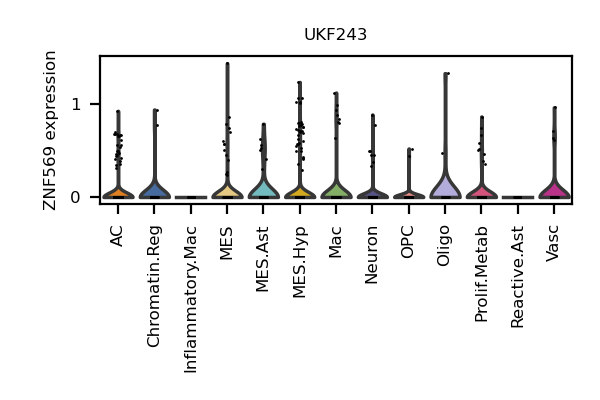 UKF243
ZNF569 expression
1
0
AC
Chromatin.Reg
Inflammatory.Mac
MES
MES.Ast
MES.Hyp
Mac
Neuron
OPC
Oligo
Prolif.Metab
Reactive.Ast
Vasc